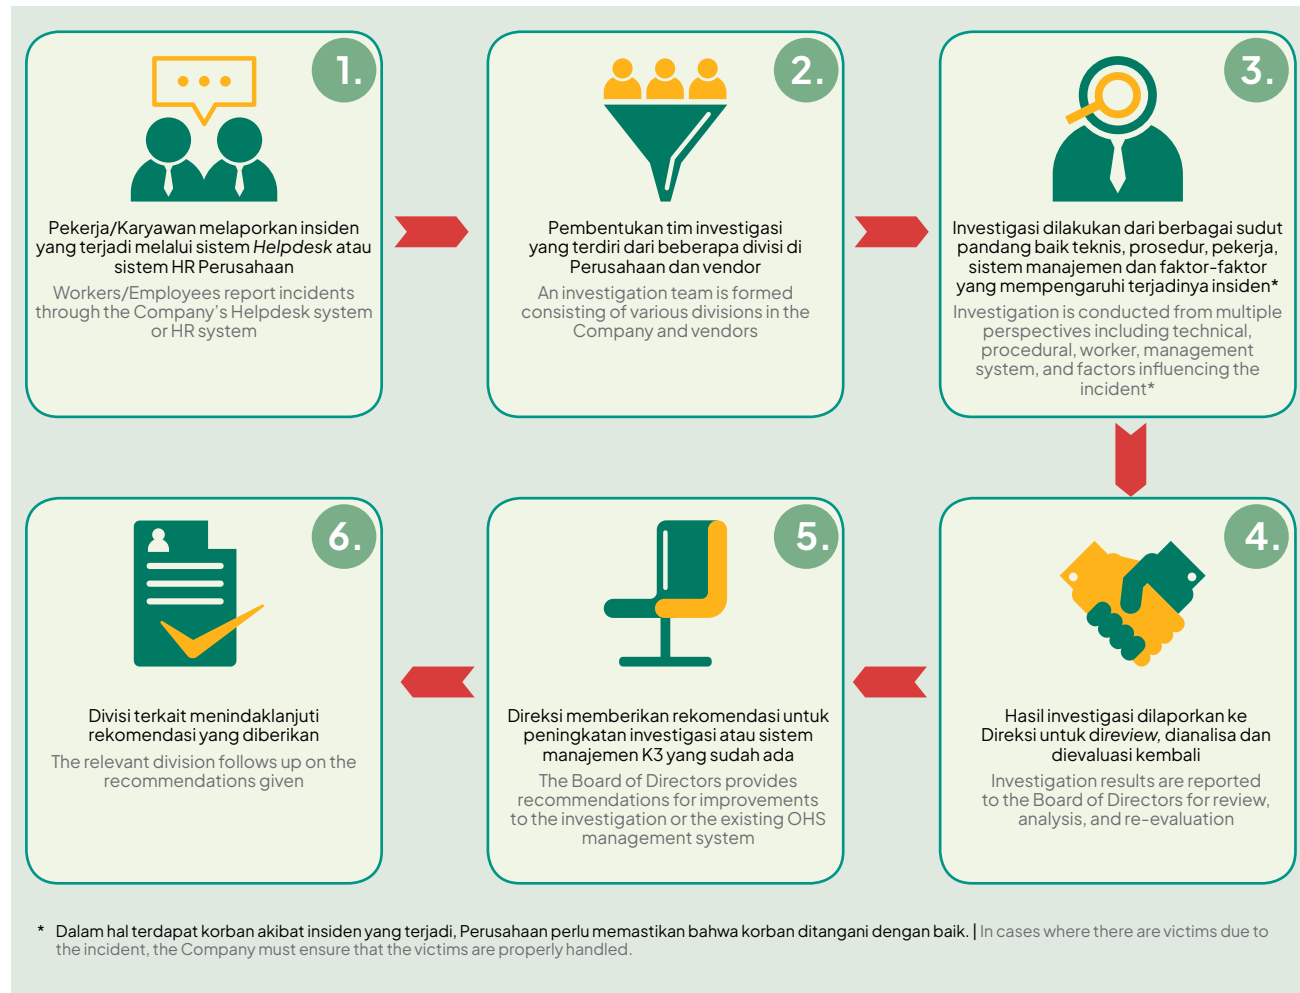 1.
Pekerja/Karyawan melaporkan insiden
yang terjadi melalui sistem Helpdesk atau
sistem HR Perusahaan
Workers/Employees report incidents
through the Company's Helpdesk system
or HR system
2.
Pembentukan tim investigasi
yang terdiri dari beberapa divisi di
Perusahaan dan vendor
An investigation team is formed
consisting of various divisions in the
Company and vendors
3.
Investigasi dilakukan dari berbagai sudut
pandang baik teknis, prosedur, pekerja,
sistem manajemen dan faktor-faktor
yang mempengaruhi terjadinya insiden*
Investigation is conducted from multiple
perspectives including technical,
procedural, worker, management
system, and factors influencing the
incident*
4.
Hasil investigasi dilaporkan ke
Direksi untuk direview, dianalisa dan
dievaluasi kembali
Investigation results are reported
to the Board of Directors for review,
analysis, and re-evaluation
5.
Direksi memberikan rekomendasi untuk
peningkatan investigasi atau sistem
manajemen K3 yang sudah ada
The Board of Directors provides
recommendations for improvements
to the investigation or the existing OHS
management system
6.
Divisi terkait menindaklanjuti
rekomendasi yang diberikan
The relevant division follows up on the
recommendations given
* Dalam hal terdapat korban akibat insiden yang terjadi, Perusahaan perlu memastikan bahwa korban ditangani dengan baik. | In cases where there are victims due to
the incident, the Company must ensure that the victims are properly handled.